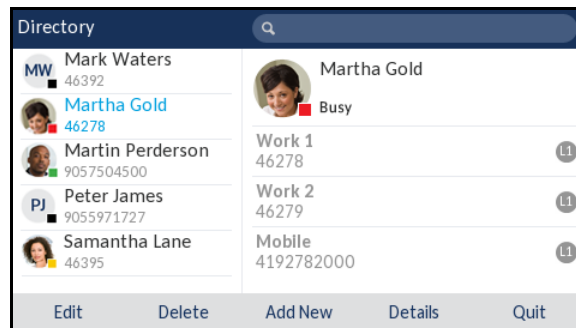 Directory
MW
Mark Waters
46392
Martha Gold
46278
Martin Perderson
9057504500
PJ
Peter James
9055971727
Samantha Lane
46395
Martha Gold
Busy
Work 1
46278
L1
Work 2
46279
L1
Mobile
4192782000
L1
Edit Delete Add New Details Quit